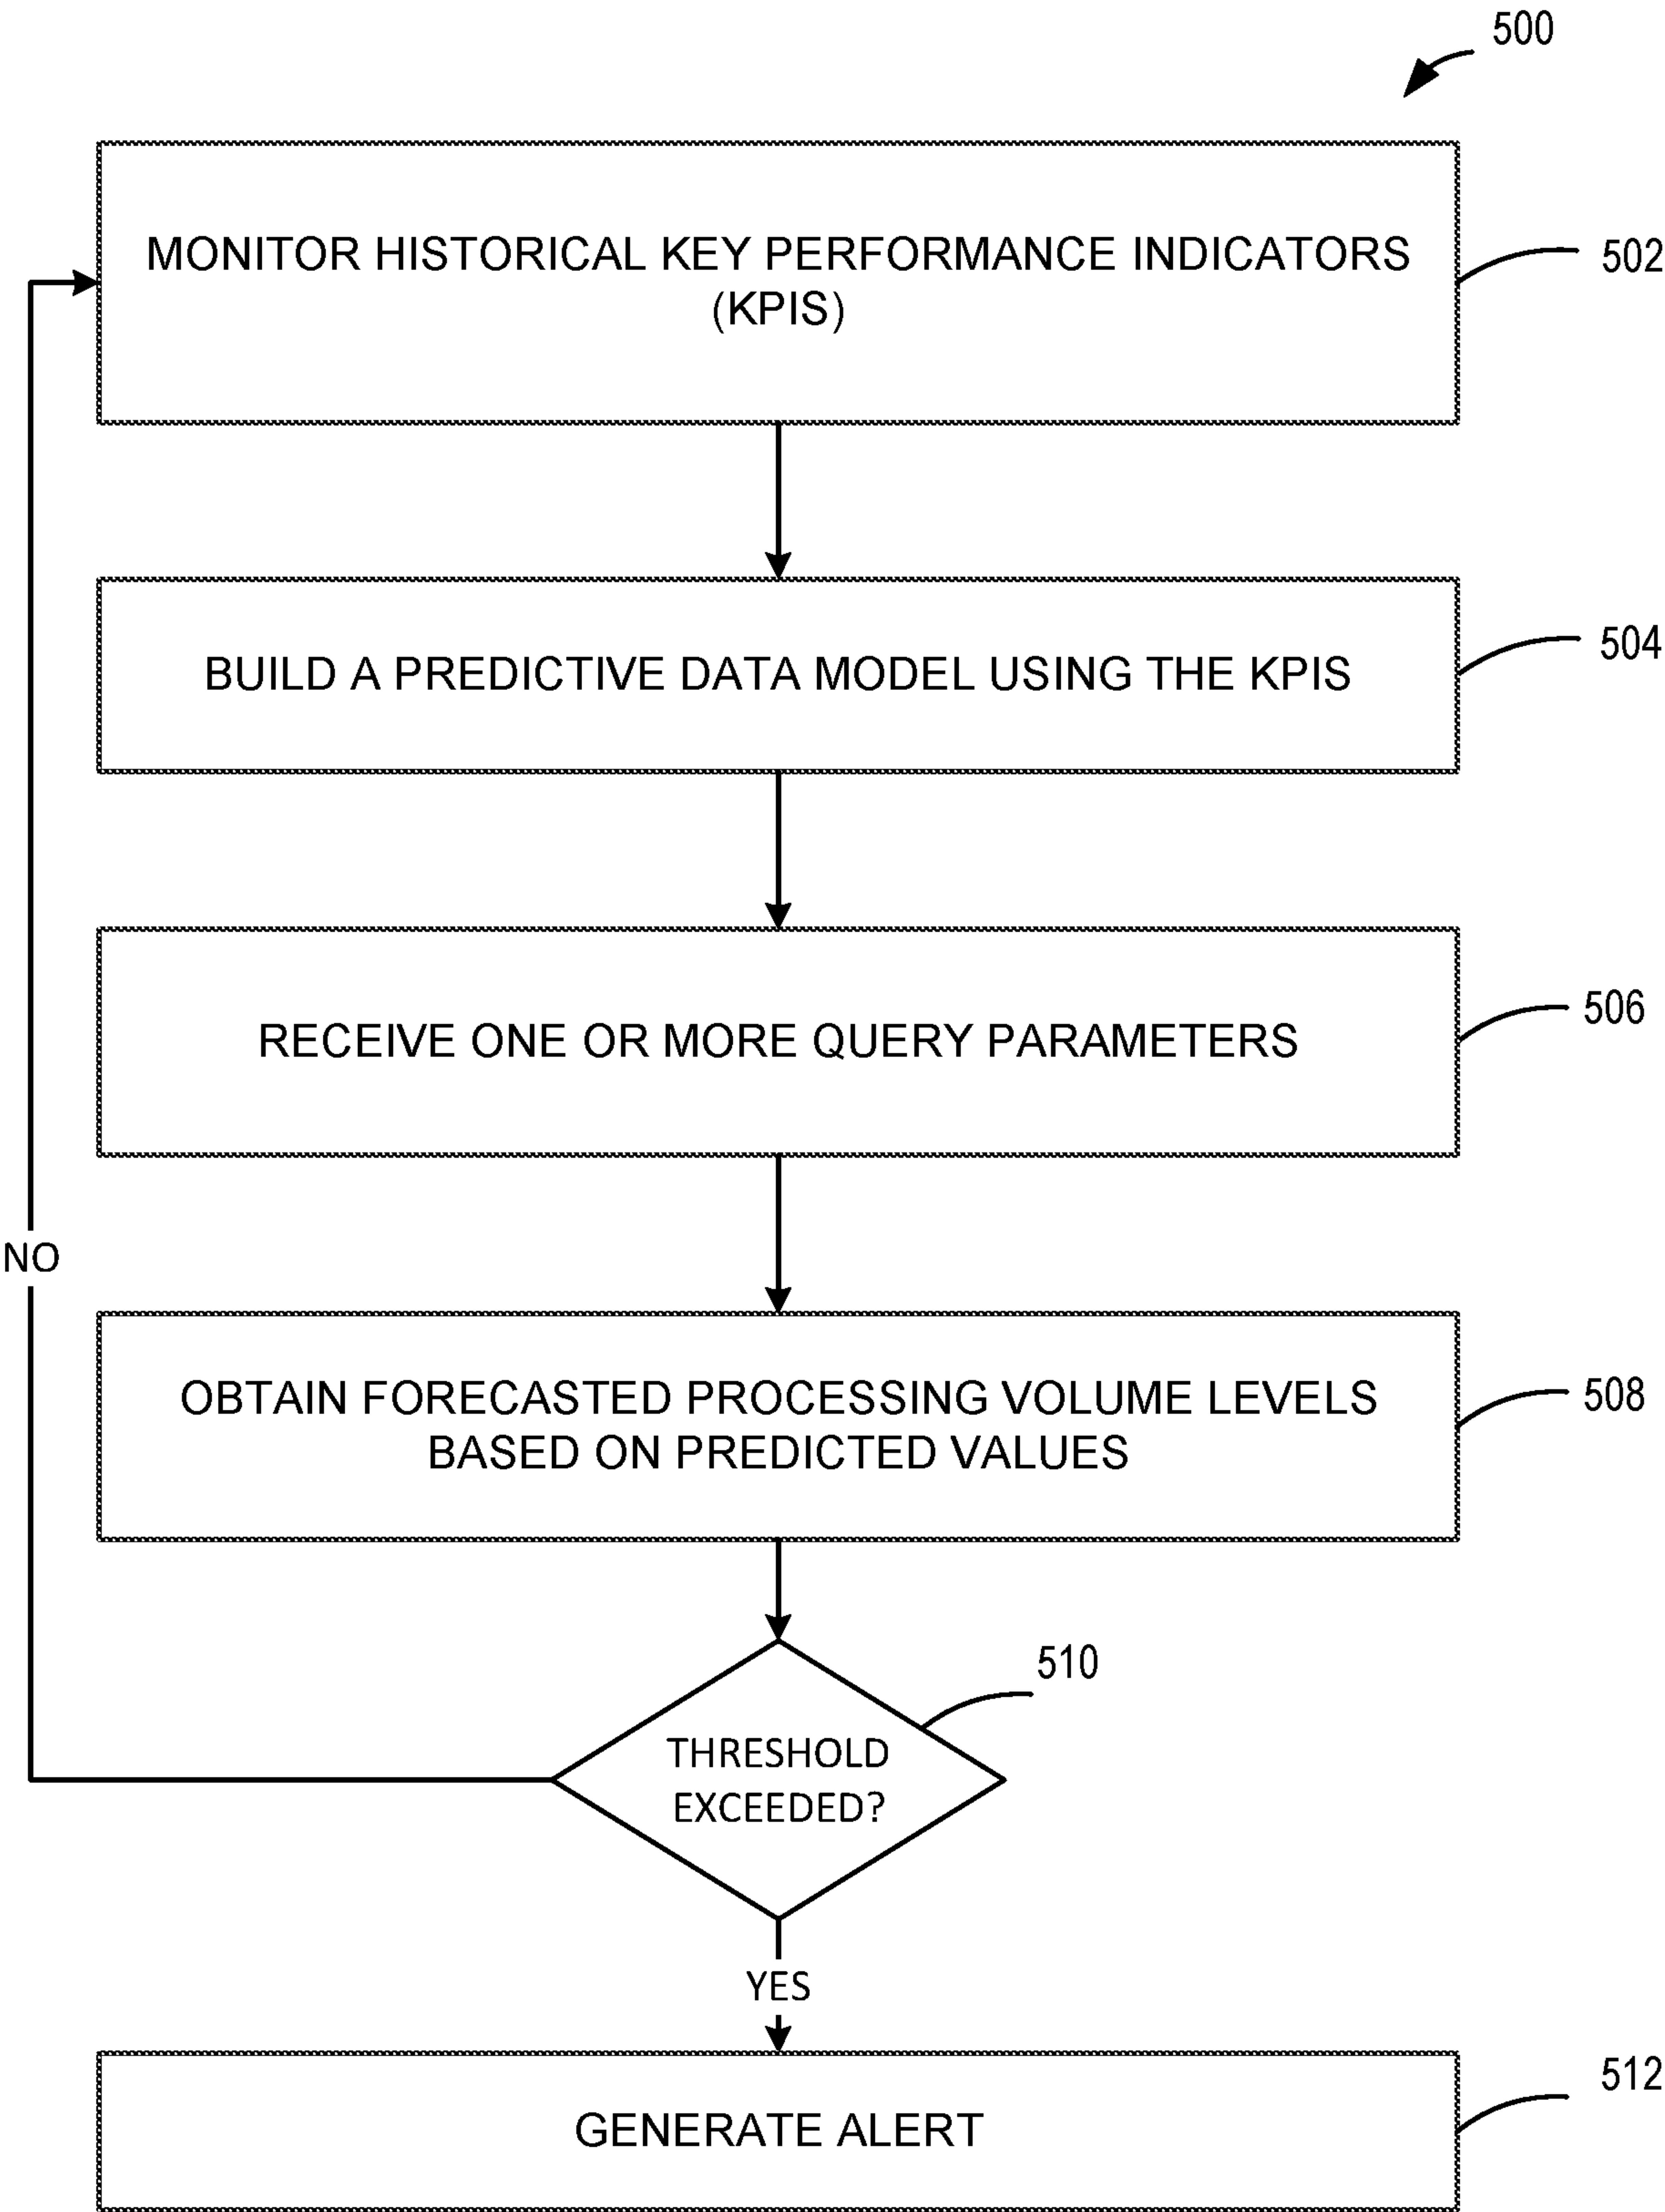 500
MONITOR HISTORICAL KEY PERFORMANCE INDICATORS
(KPIS)
502
BUILD A PREDICTIVE DATA MODEL USING THE KPIS
504
RECEIVE ONE OR MORE QUERY PARAMETERS
506
NO
OBTAIN FORECASTED PROCESSING VOLUME LEVELS
BASED ON PREDICTED VALUES
508
510
THRESHOLD
EXCEEDED?
YES
GENERATE ALERT
512